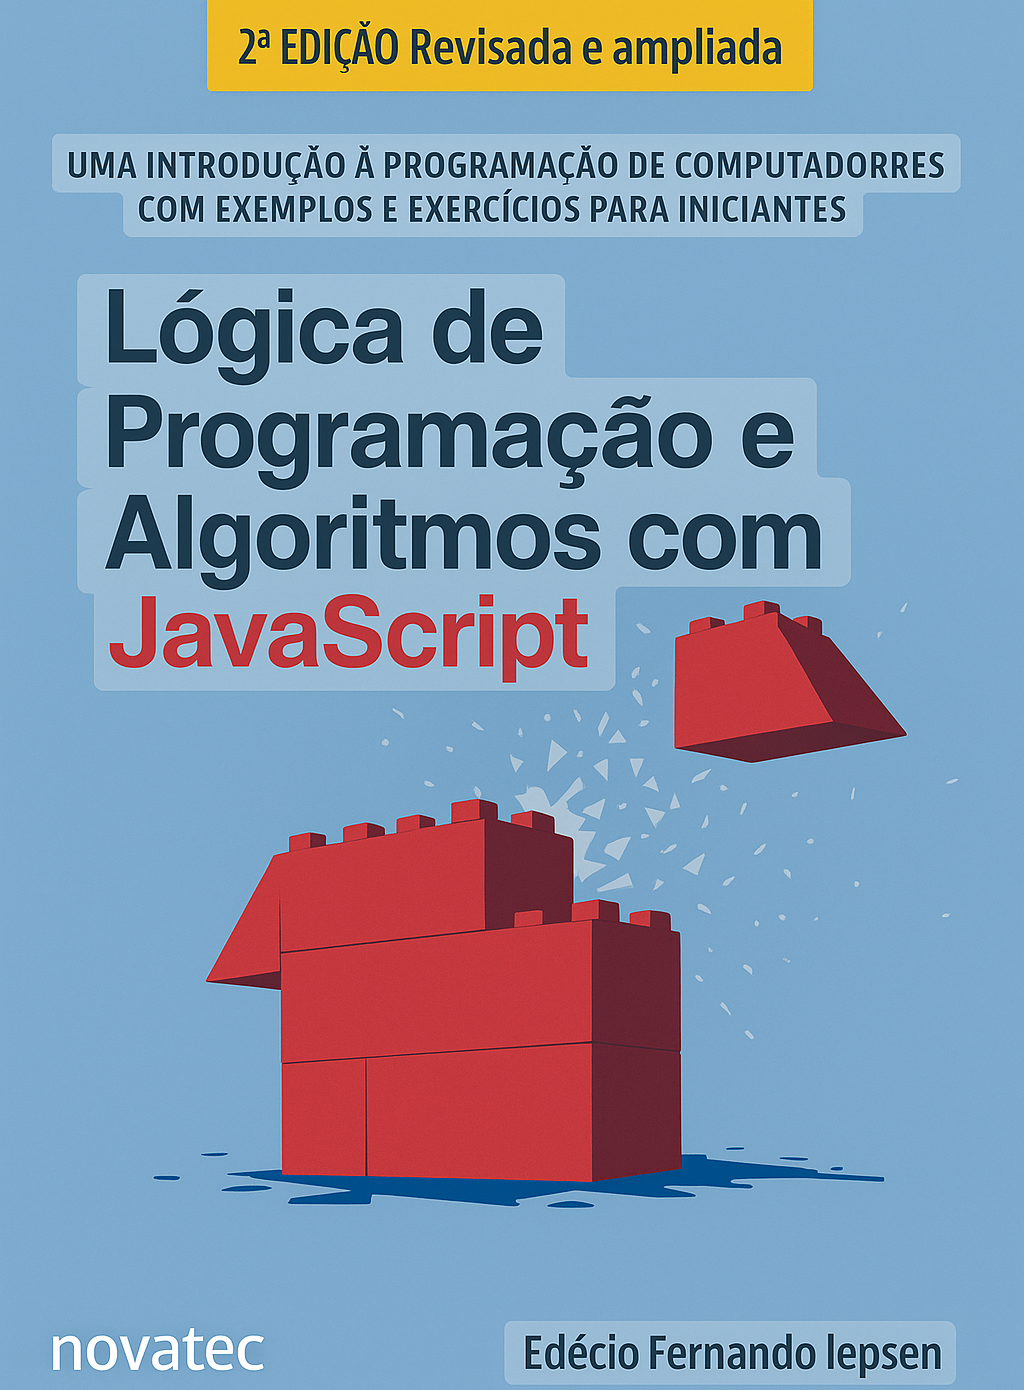 2ª EDIÇÃO Revisada e ampliada
UMA INTRODUÇÃO À PROGRAMAÇÃO DE COMPUTADORRES
COM EXEMPLOS E EXERCÍCIOS PARA INICIANTES
Lógica de
Programação e
Algoritmos com
JavaScript
novatec
Edécio Fernando Iepsen